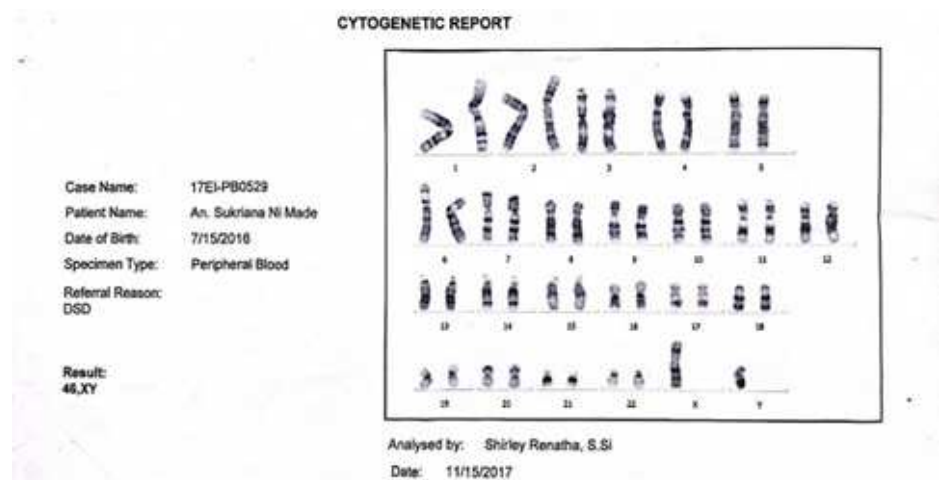 CYTOGENETIC REPORT
Case Name: 17EI-PB0529
Patient Name: An. Sukriana Ni Made
Date of Birth: 7/15/2016
Specimen Type: Peripheral Blood
Referral Reason:
DSD
Result:
46,XY
1 2 3 4 5
6 7 8 9 10 11 12
13 14 15 16 17 18
19 20 21 22 X Y
Analysed by: Shirley Renatha, S.Si
Date: 11/15/2017